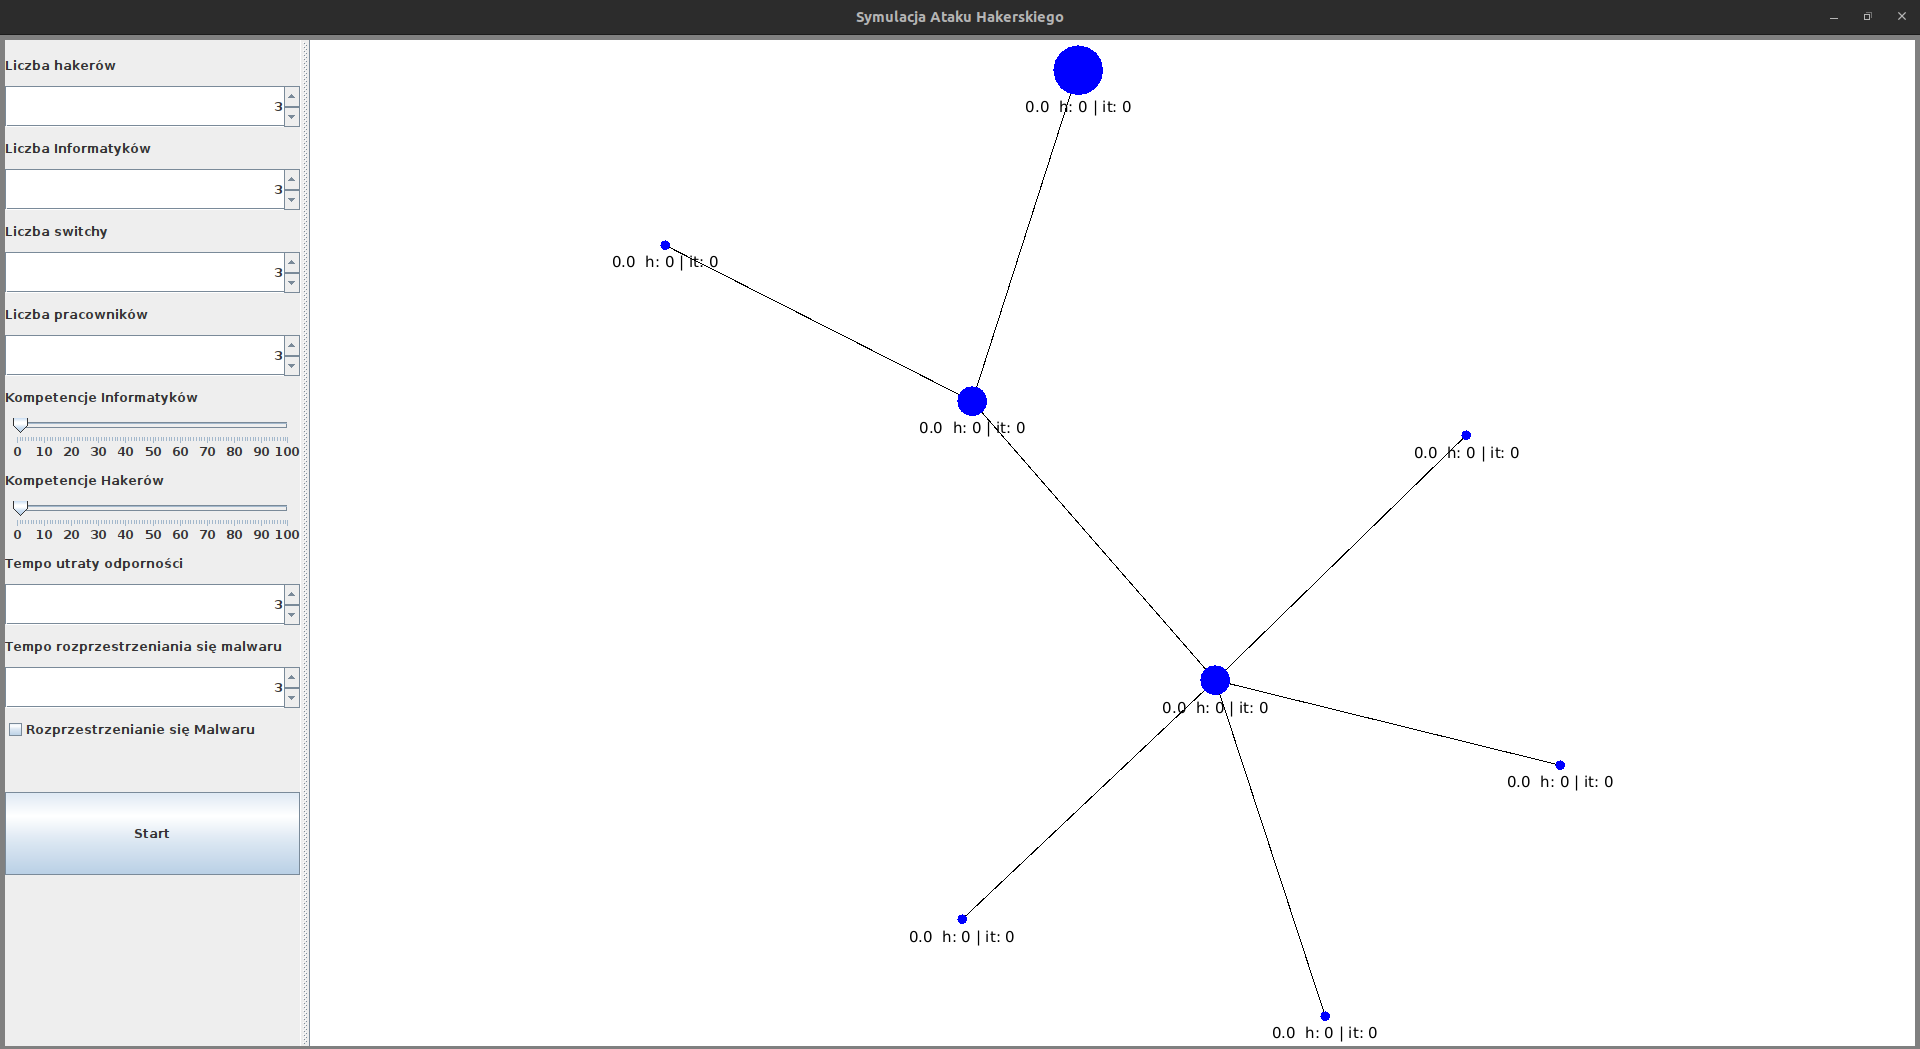 Symulacja Ataku Hakerskiego
Liczba hakerów
3
Liczba Informatyków
3
Liczba switchy
3
Liczba pracowników
3
Kompetencje Informatyków
0 10 20 30 40 50 60 70 80 90 100
Kompetencje Hakerów
0 10 20 30 40 50 60 70 80 90 100
Tempo utraty odporności
3
Tempo rozprzestrzeniania się malwaru
3
Rozprzestrzenianie się Malwaru
Start
0.0 h: 0 | it: 0
0.0 h: 0 | it: 0
0.0 h: 0 | it: 0
0.0 h: 0 | it: 0
0.0 h: 0 | it: 0
0.0 h: 0 | it: 0
0.0 h: 0 | it: 0
0.0 h: 0 | it: 0